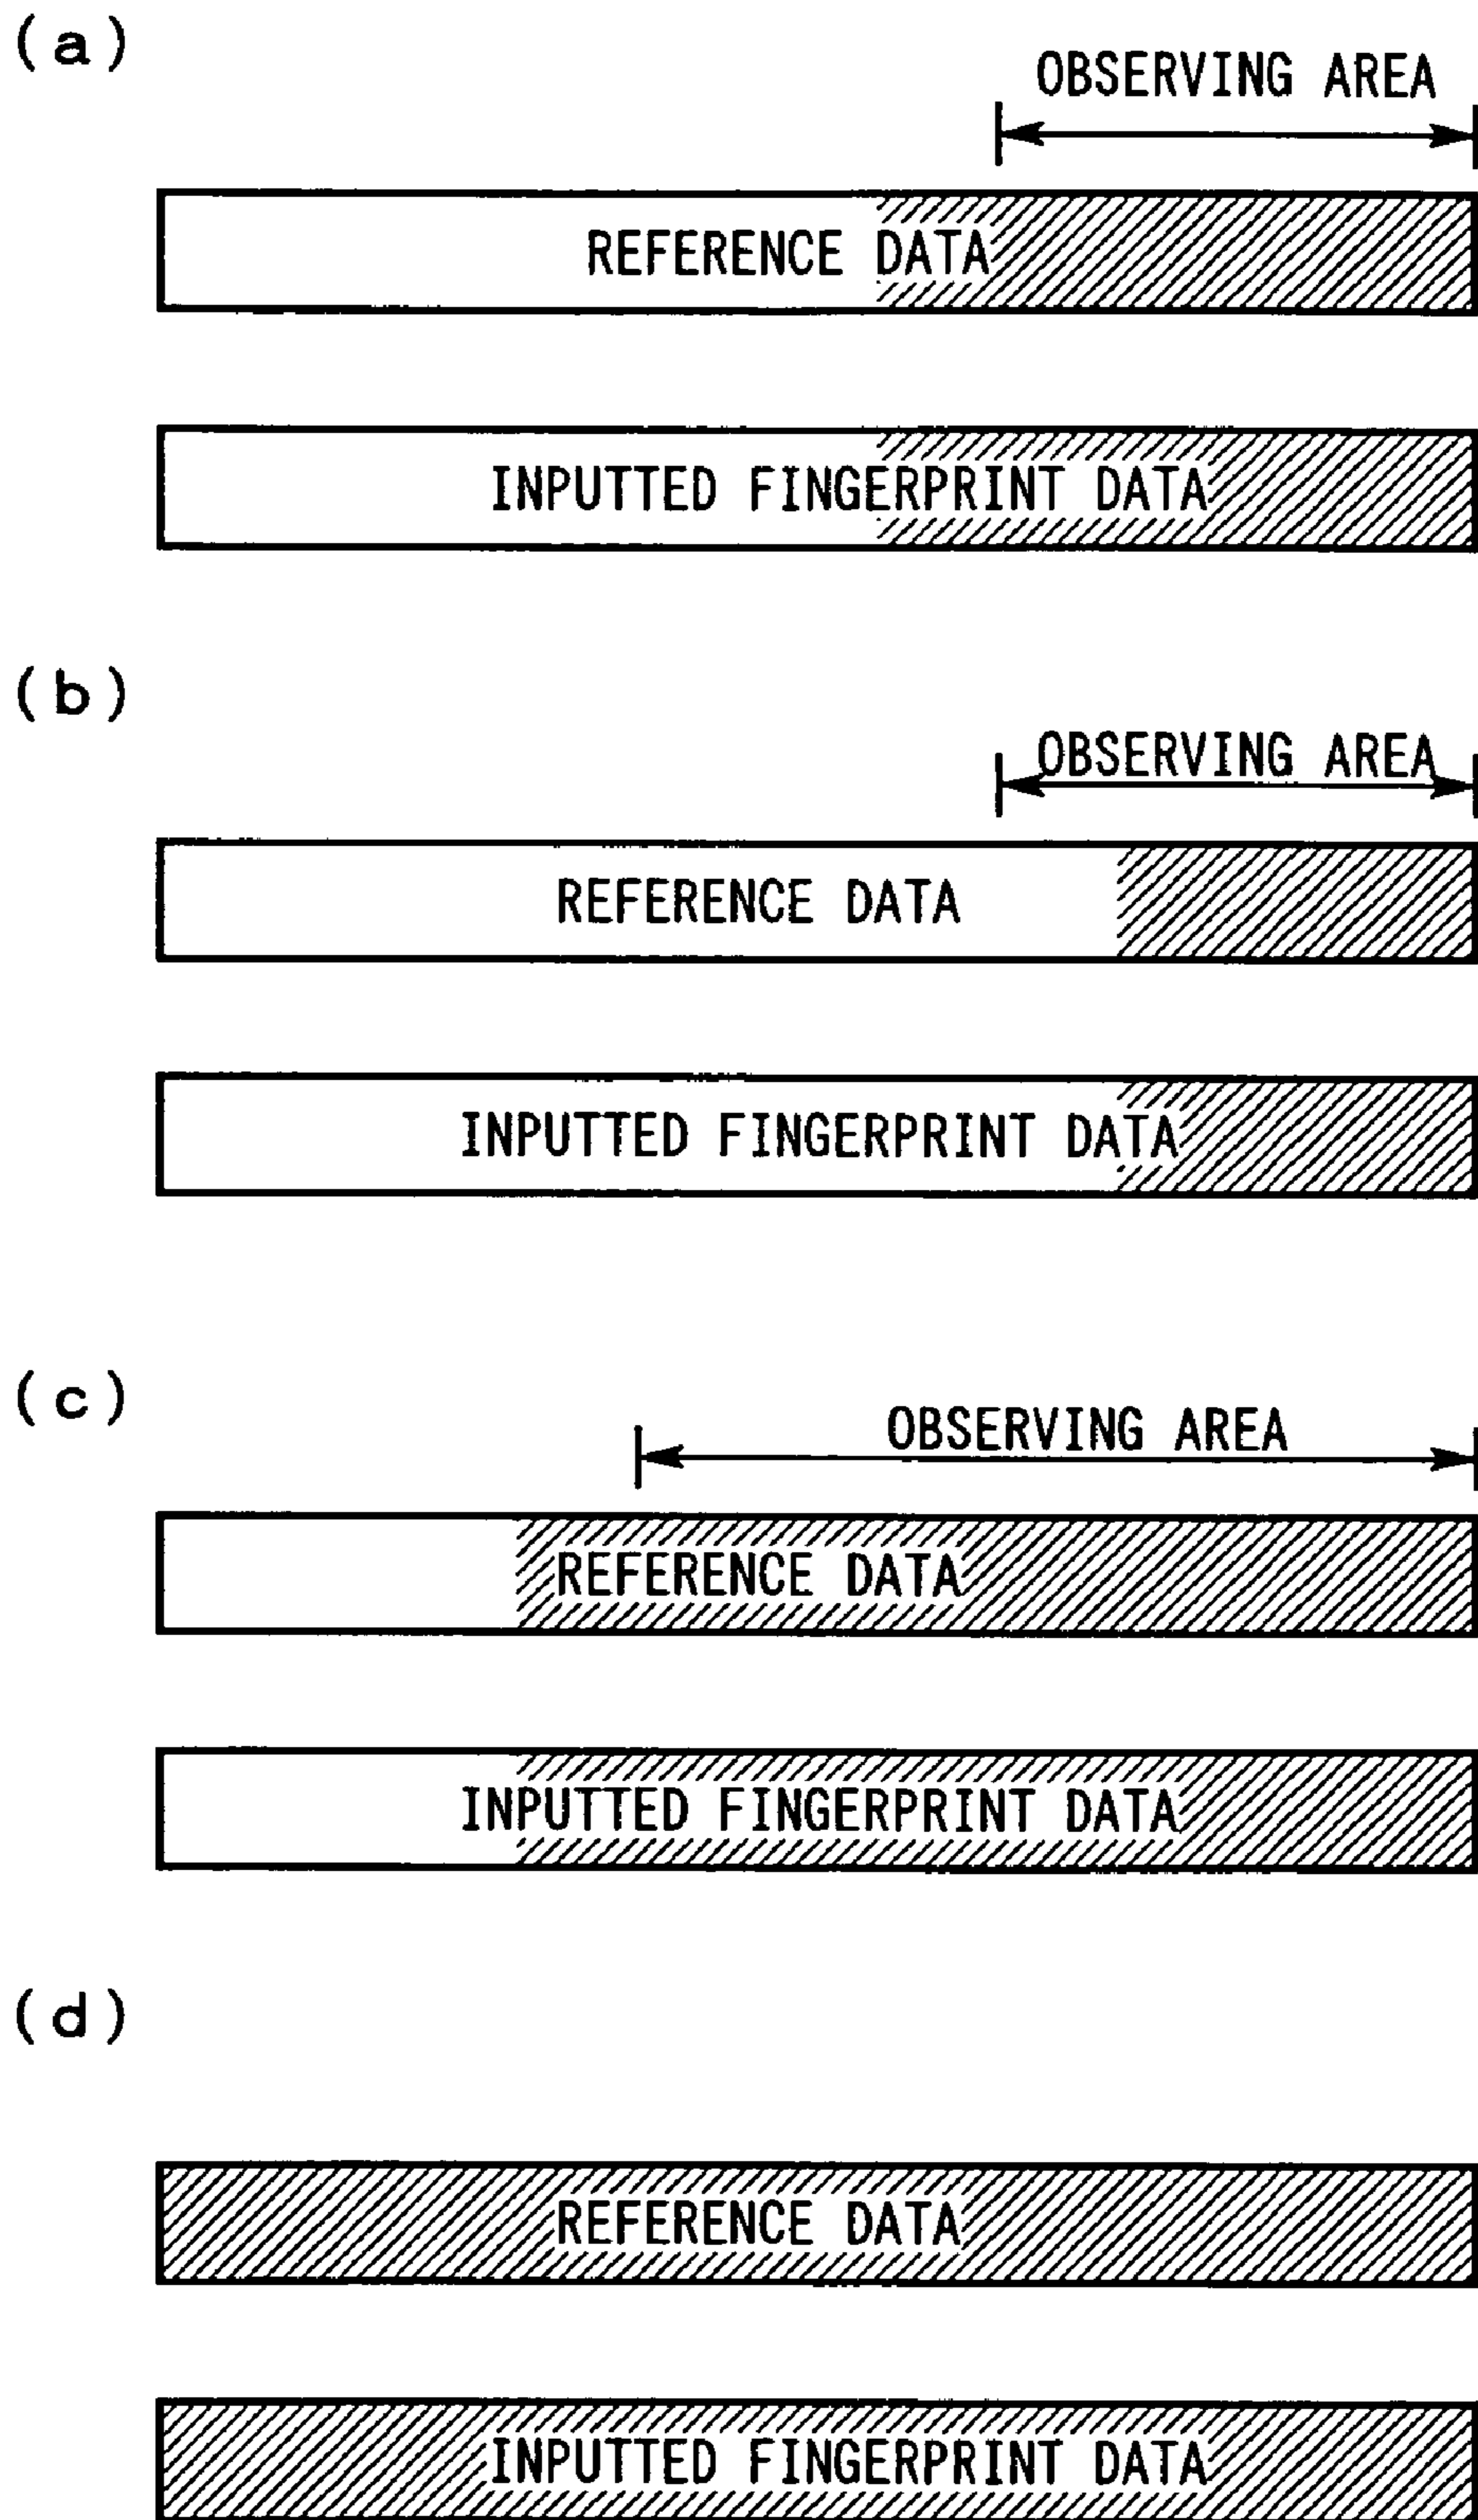 (a)
OBSERVING AREA
REFERENCE DATA
INPUTTED FINGERPRINT DATA
(b)
OBSERVING AREA
REFERENCE DATA
INPUTTED FINGERPRINT DATA
(c)
OBSERVING AREA
REFERENCE DATA
INPUTTED FINGERPRINT DATA
(d)
REFERENCE DATA
INPUTTED FINGERPRINT DATA